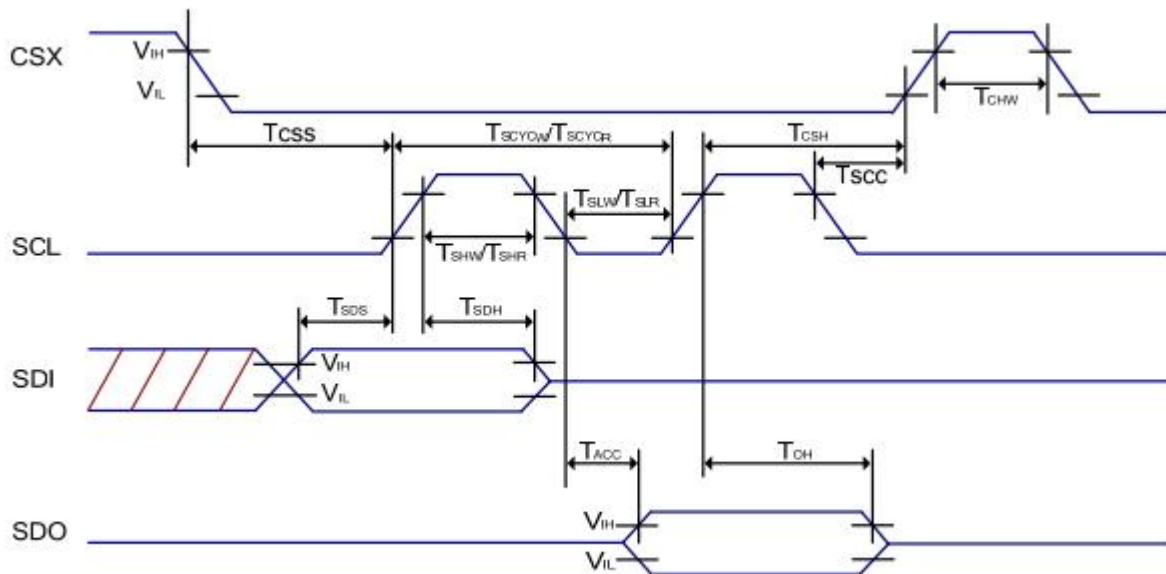 CSX
VIH
VIL
TCHW
TCSS
TSCYCW/TSCYCR
TCSH
TSCC
TSLW/TSLR
SCL
TSHW/TSHR
TSDS
TSDH
SDI
VIH
VIL
TACC
TOH
SDO
VIH
VIL